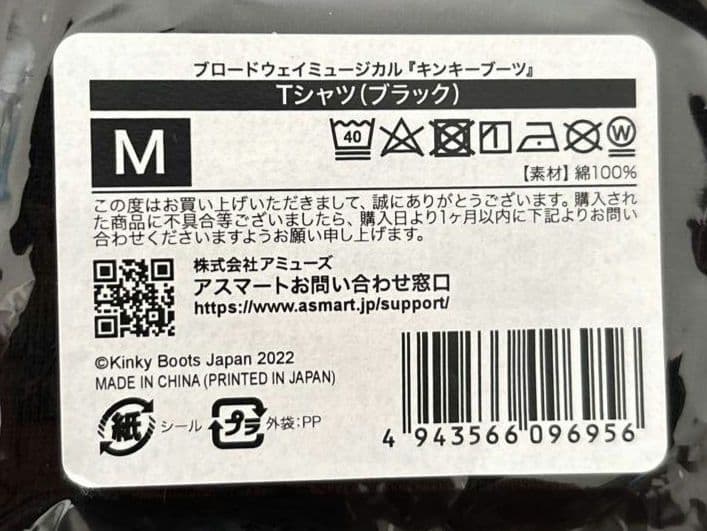 ブロードウェイミュージカル『キンキーブーツ』
Tシャツ(ブラック)
M
40
W
【素材】綿100%
この度はお買い上げいただきまして、誠にありがとうございます。購入され
た商品に不具合等ございましたら、購入日より1ヶ月以内に下記よりお問い
合わせくださいますようお願い申し上げます。
株式会社アミューズ
アスマートお問い合わせ窓口
https://www.asmart.jp/support/
©Kinky Boots Japan 2022
MADE IN CHINA (PRINTED IN JAPAN)
紙 シール プラ 外袋:PP
4 943566 096956